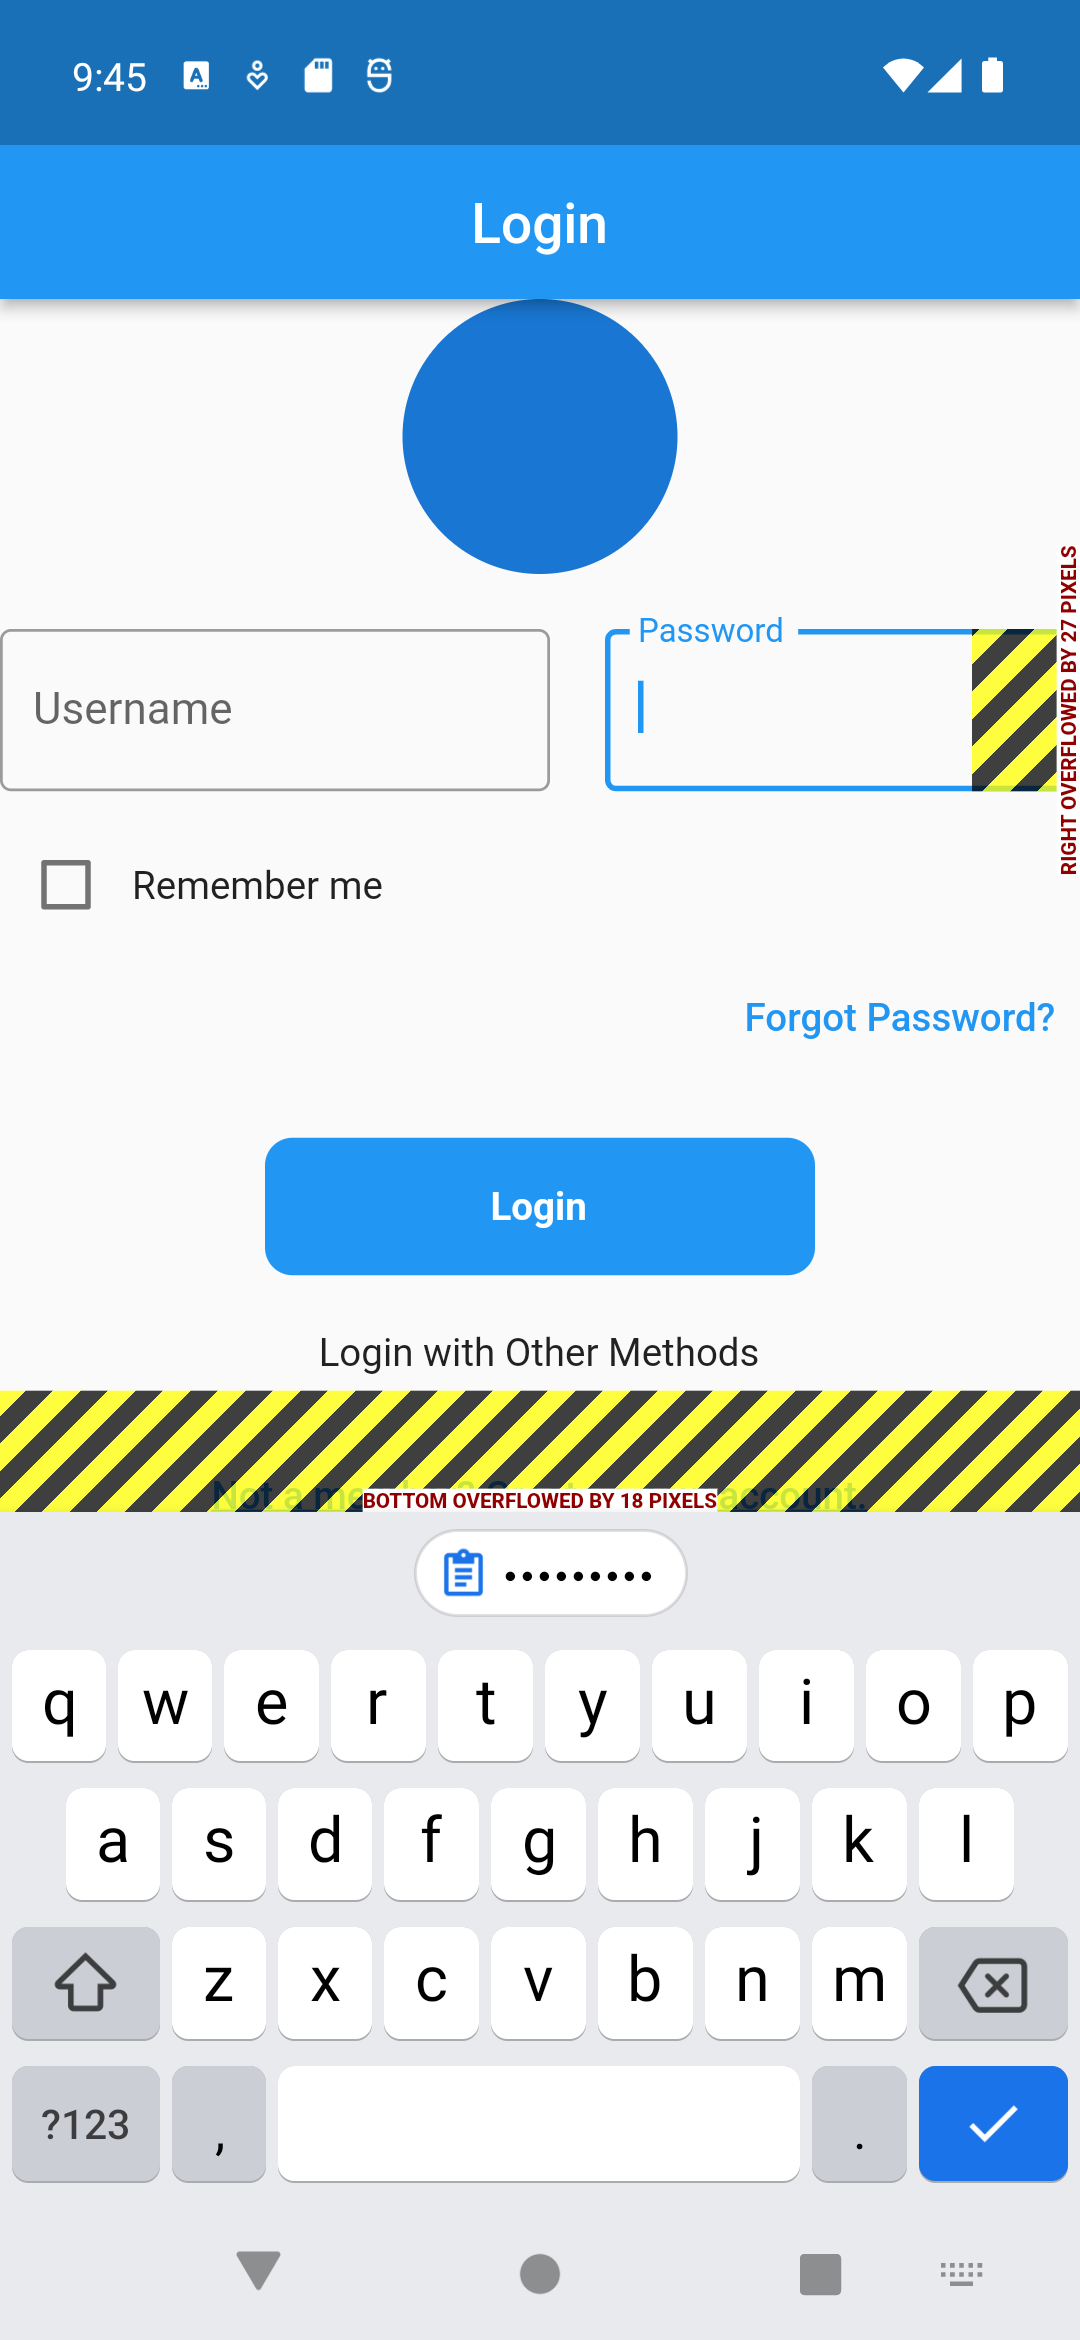 9:45
Login
RIGHT OVERFLOWED BY 27 PIXELS
Password
Username
Remember me
Forgot Password?
Login
Login with Other Methods
Not a account.
BOTTOM OVERFLOWED BY 18 PIXELS
•••••••••
q w e r t y u i o p
a s d f g h j k l
z x c v b n m
?123 , .